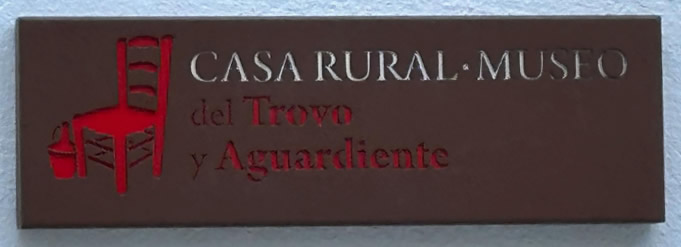 CASA RURAL·MUSEO
del Trovo
y Aguardiente